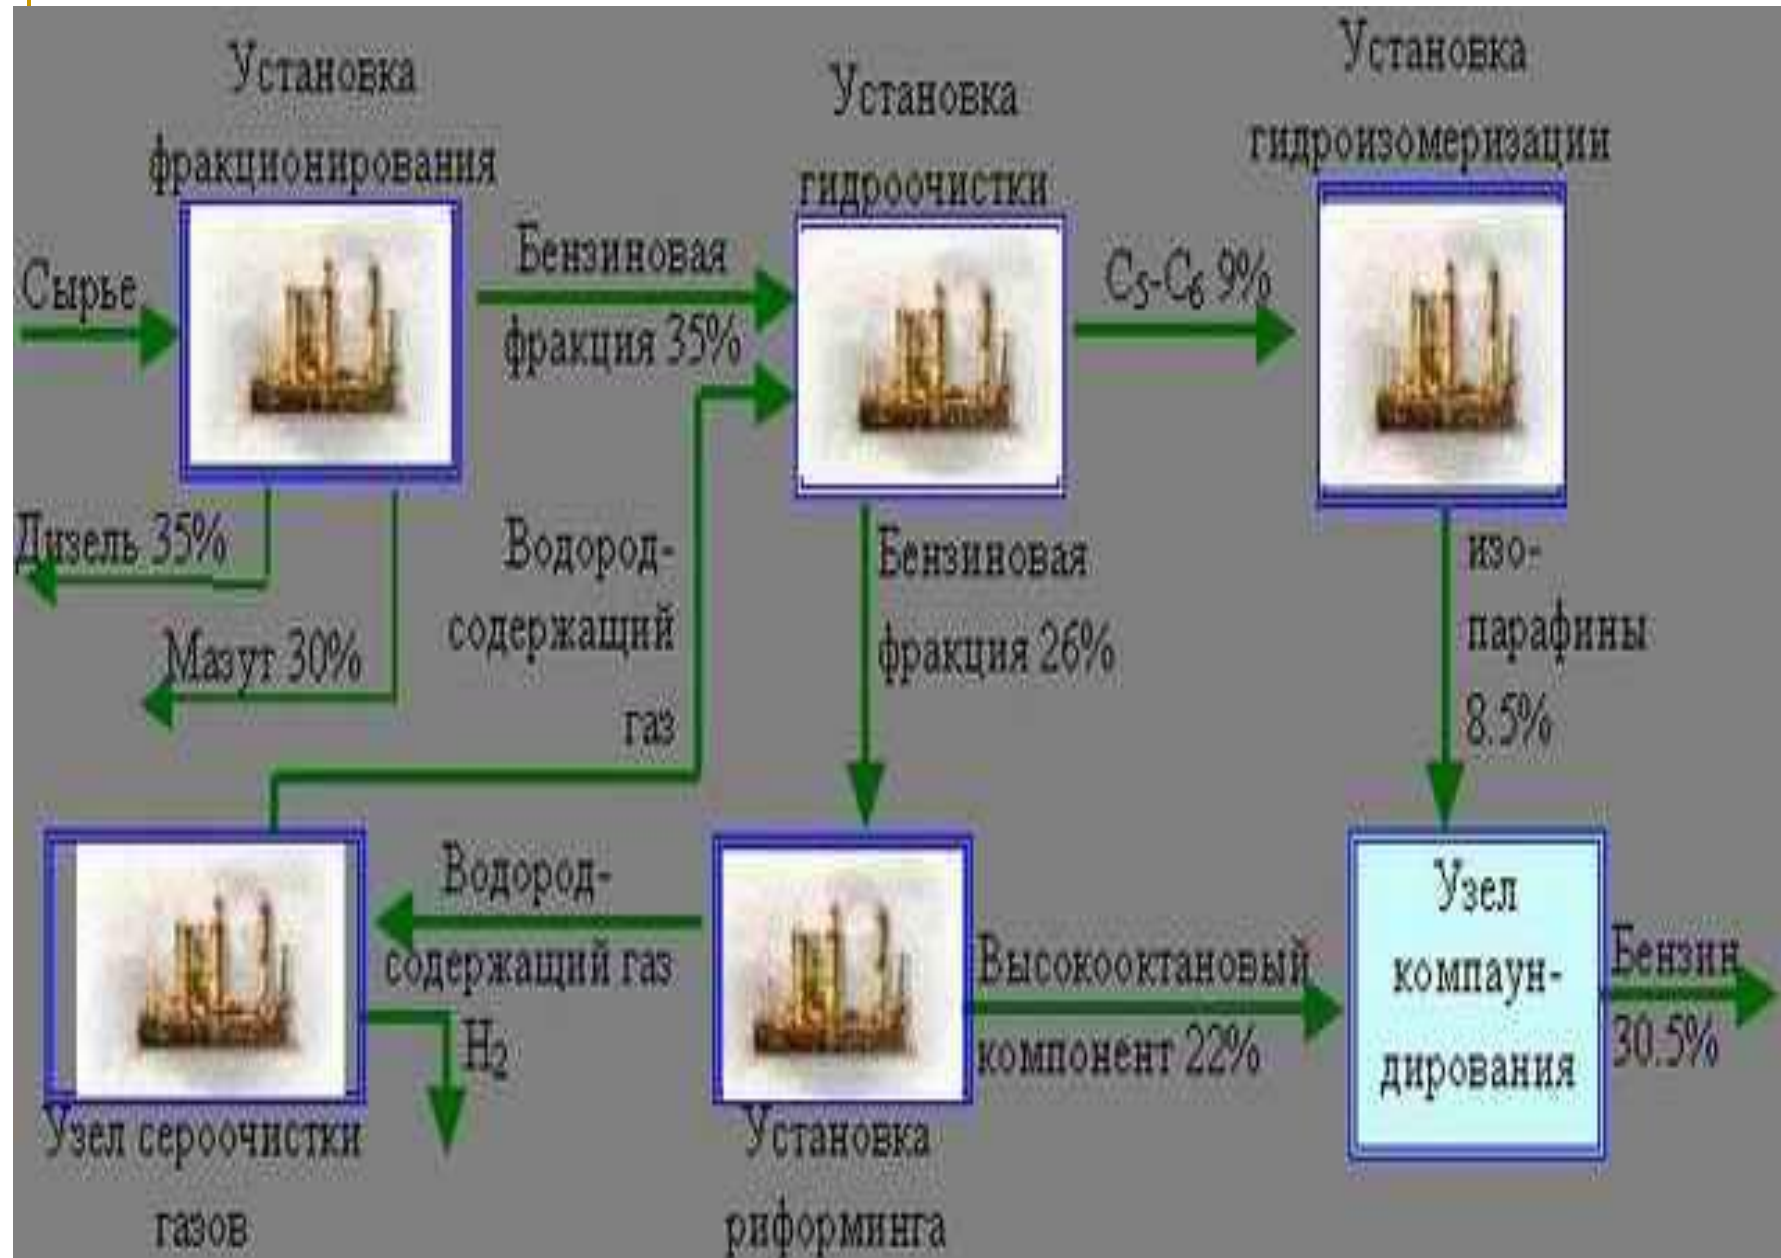 Установка
фракционирования
Установка
гидроочистки
Установка
гидроизомеризации
Сырье
Бензиновая
фракция 35%
C5-C6 9%
Дизель 35%
Мазут 30%
Водород-
содержащий
газ
Бензиновая
фракция 26%
изо-
парафины
8.5%
Водород-
содержащий газ
H2
Высокооктановый
компонент 22%
Узел
компаун-
дирования
Бензин
30.5%
Узел сероочистки
газов
Установка
риформинга